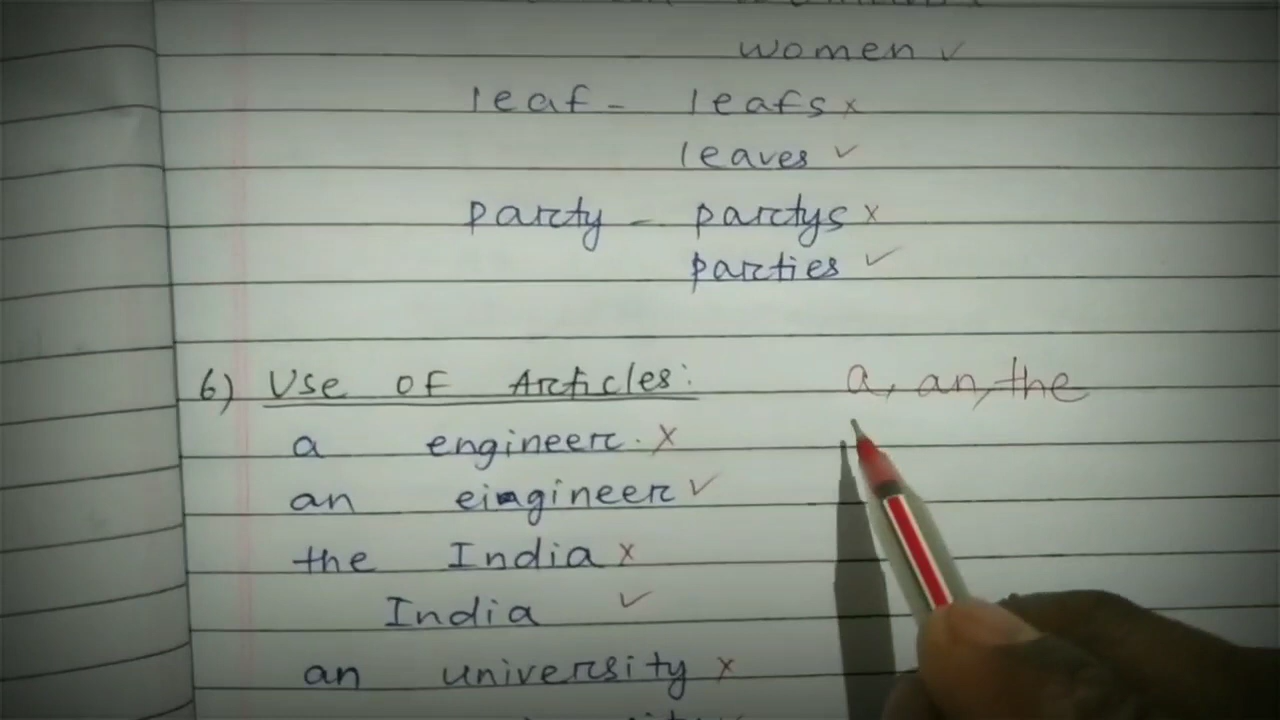 women ✓
leaf - leafs x
leaves ✓
party - partys x
parties ✓
6) Use of Articles: a, an, the
a engineer. x
an eingineer ✓
the India x
India ✓
an university x